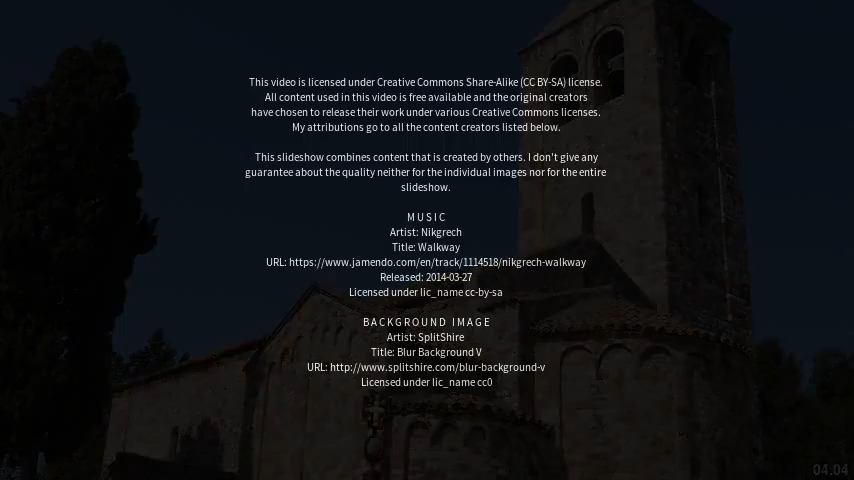 This video is licensed under Creative Commons Share-Alike (CC BY-SA) license.
All content used in this video is free available and the original creators
have chosen to release their work under various Creative Commons licenses.
My attributions go to all the content creators listed below.
This slideshow combines content that is created by others. I don't give any
guarantee about the quality neither for the individual images nor for the entire
slideshow.
MUSIC
Artist: Nikgrech
Title: Walkway
URL: https://www.jamendo.com/en/track/1114518/nikgrech-walkway
Released: 2014-03-27
Licensed under lic_name cc-by-sa
BACKGROUND IMAGE
Artist: SplitShire
Title: Blur Background V
URL: http://www.splitshire.com/blur-background-v
Licensed under lic_name cc0
04.04